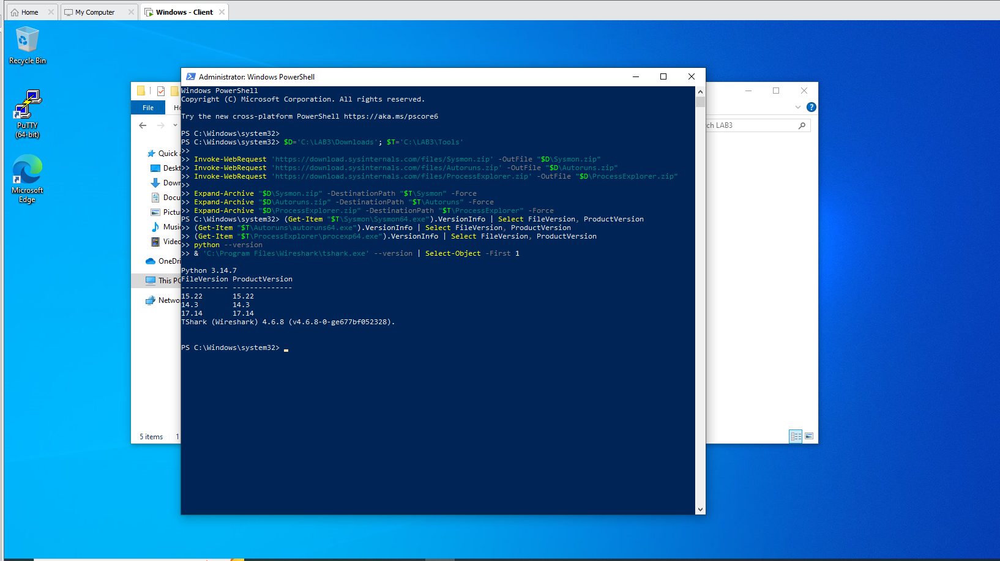 Home
My Computer
Windows - Client
Recycle Bin
PuTTY
(64-bit)
Microsoft
Edge
File
ch LAB3
Quick
OneDri
This PC
5 items
1
Administrator: Windows PowerShell
Windows PowerShell
Copyright (C) Microsoft Corporation. All rights reserved.
Try the new cross-platform PowerShell https://aka.ms/pscore6
PS C:\Windows\system32>
PS C:\Windows\system32> $D='C:\LAB3\Downloads'; $T='C:\LAB3\Tools'
>>
>> Invoke-WebRequest 'https://download.sysinternals.com/files/Sysmon.zip' -OutFile "$D\Sysmon.zip"
>> Invoke-WebRequest 'https://download.sysinternals.com/files/Autoruns.zip' -OutFile "$D\Autoruns.zip"
>> Invoke-WebRequest 'https://download.sysinternals.com/files/ProcessExplorer.zip' -OutFile "$D\ProcessExplorer.zip"
>>
>> Expand-Archive "$D\Sysmon.zip" -DestinationPath "$T\Sysmon" -Force
>> Expand-Archive "$D\Autoruns.zip" -DestinationPath "$T\Autoruns" -Force
>> Expand-Archive "$D\ProcessExplorer.zip" -DestinationPath "$T\ProcessExplorer" -Force
PS C:\Windows\system32> (Get-Item "$T\Sysmon\Sysmon64.exe").VersionInfo | Select FileVersion, ProductVersion
>> (Get-Item "$T\Autoruns\autoruns64.exe").VersionInfo | Select FileVersion, ProductVersion
>> (Get-Item "$T\ProcessExplorer\procexp64.exe").VersionInfo | Select FileVersion, ProductVersion
>> python --version
>> & 'C:\Program Files\Wireshark\tshark.exe' --version | Select-Object -First 1
Python 3.14.7
FileVersion ProductVersion
----------- --------------
15.22 15.22
14.3 14.3
17.14 17.14
TShark (Wireshark) 4.6.8 (v4.6.8-0-ge677bf052328).
PS C:\Windows\system32>